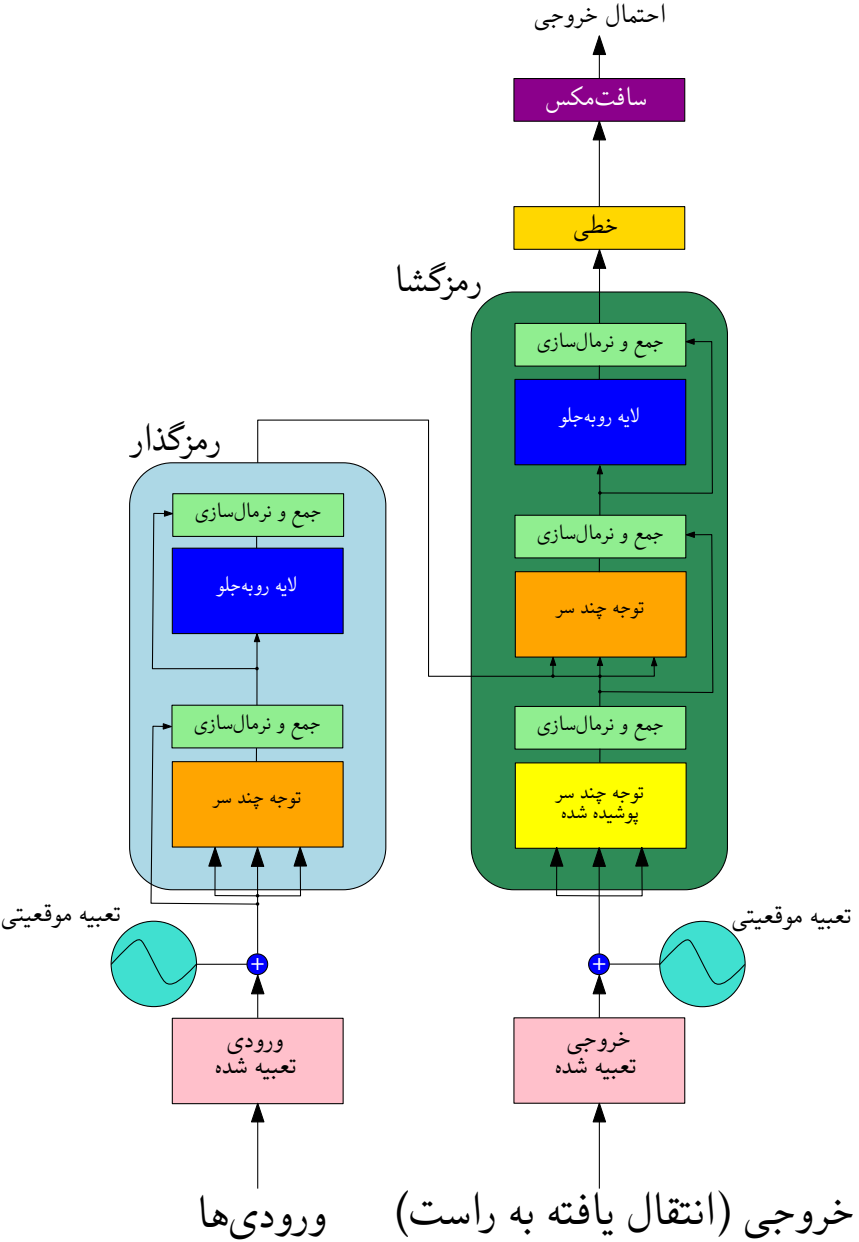 احتمال خروجی
سافت‌مکس
خطی
رمزگشا
جمع و نرمال‌سازی
لایه روبه‌جلو
جمع و نرمال‌سازی
توجه چند سر
جمع و نرمال‌سازی
توجه چند سر
پوشیده شده
رمزگذار
جمع و نرمال‌سازی
لایه روبه‌جلو
جمع و نرمال‌سازی
توجه چند سر
تعبیه موقعیتی
+
تعبیه موقعیتی
+
خروجی
تعبیه شده
ورودی
تعبیه شده
خروجی (انتقال یافته به راست)
ورودی‌ها